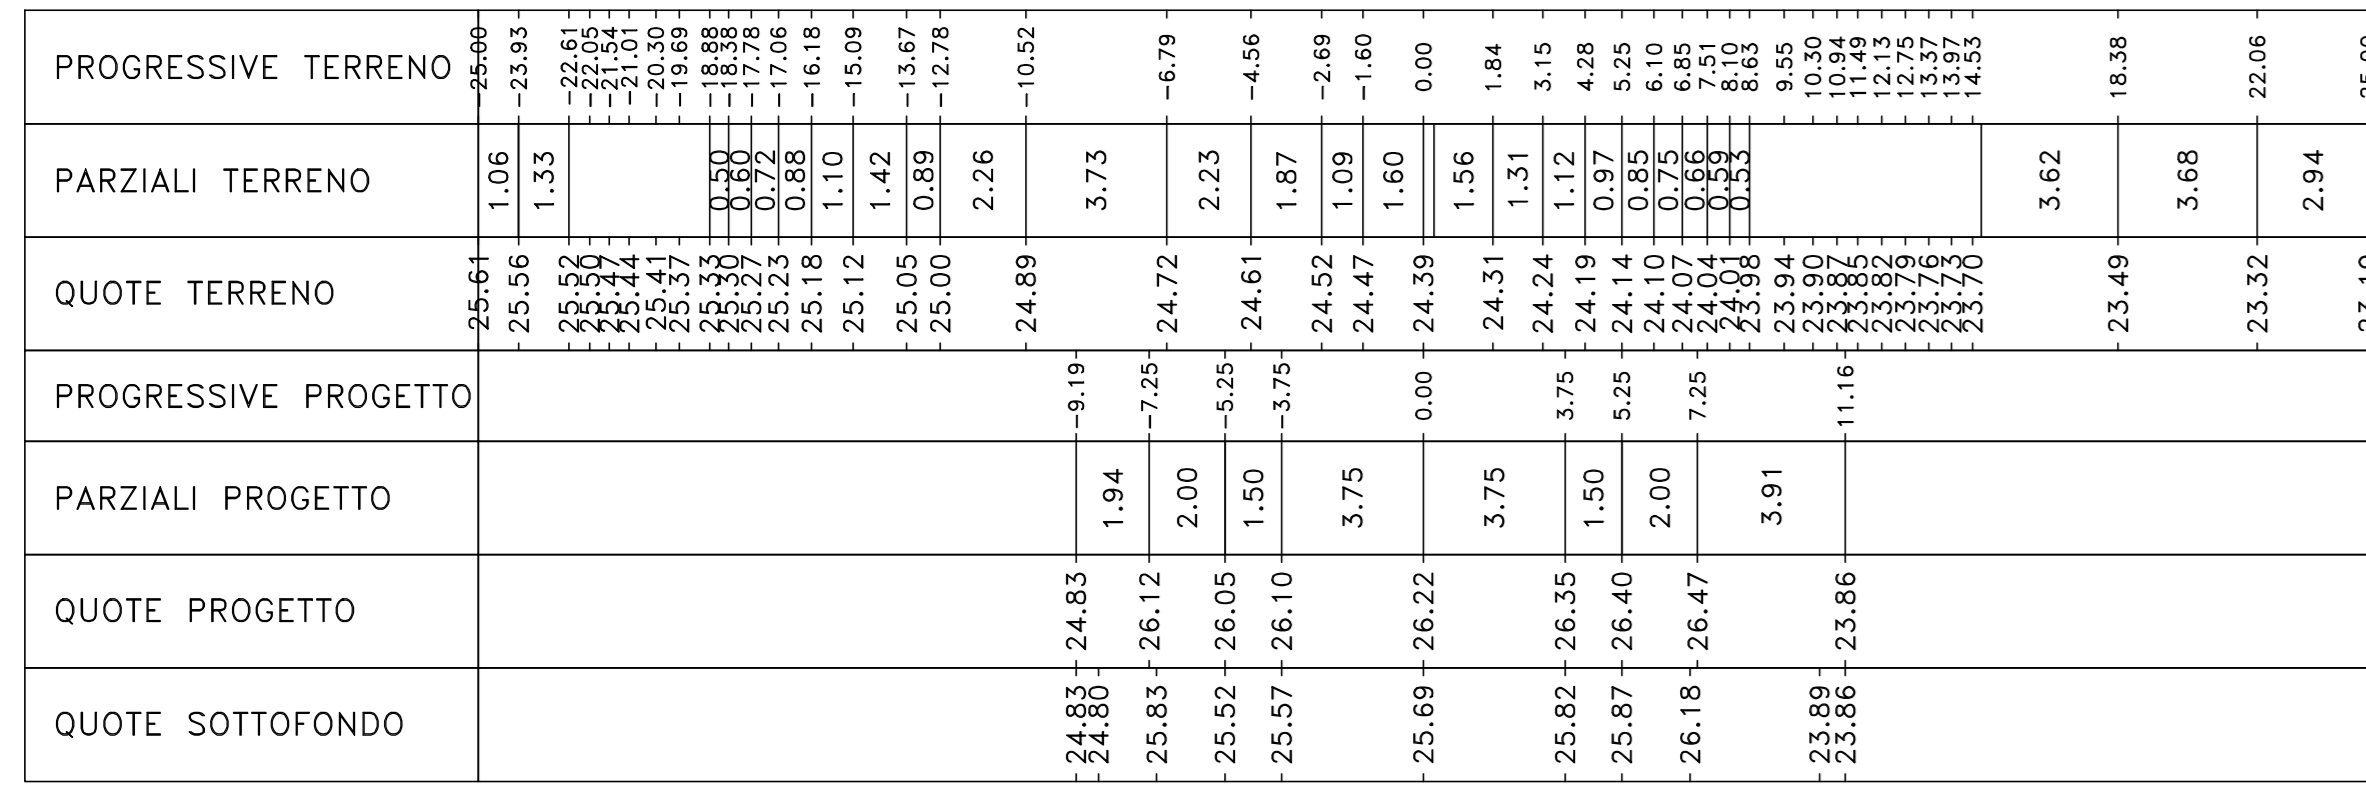 PROGRESSIVE TERRENO -25.00 -23.93 -22.61 -22.05 -21.54 -21.01 -20.30 -19.69 -18.88 -18.38 -17.78 -17.06 -16.18 -15.09 -13.67 -12.78 -10.52 -6.79 -4.56 -2.69 -1.60 0.00 1.84 3.15 4.28 5.25 6.10 6.85 7.51 8.10 8.63 9.55 10.30 10.94 11.49 12.13 12.75 13.37 13.97 14.53 18.38 22.06
PARZIALI TERRENO 1.06 1.33 0.50 0.60 0.72 0.88 1.10 1.42 0.89 2.26 3.73 2.23 1.87 1.09 1.60 1.56 1.31 1.12 0.97 0.85 0.75 0.66 0.59 0.53 3.62 3.68 2.94
QUOTE TERRENO 25.61 25.56 25.52 25.50 25.47 25.44 25.41 25.37 25.33 25.30 25.27 25.23 25.18 25.12 25.05 25.00 24.89 24.72 24.61 24.52 24.47 24.39 24.31 24.24 24.19 24.14 24.10 24.07 24.04 24.01 23.98 23.94 23.90 23.87 23.85 23.82 23.79 23.76 23.73 23.70 23.49 23.32
PROGRESSIVE PROGETTO -9.19 -7.25 -5.25 -3.75 0.00 3.75 5.25 7.25 11.16
PARZIALI PROGETTO 1.94 2.00 1.50 3.75 3.75 1.50 2.00 3.91
QUOTE PROGETTO 24.83 26.12 26.05 26.10 26.22 26.35 26.40 26.47 23.86
QUOTE SOTTOFONDO 24.83 24.80 25.83 25.52 25.57 25.69 25.82 25.87 26.18 23.89 23.86